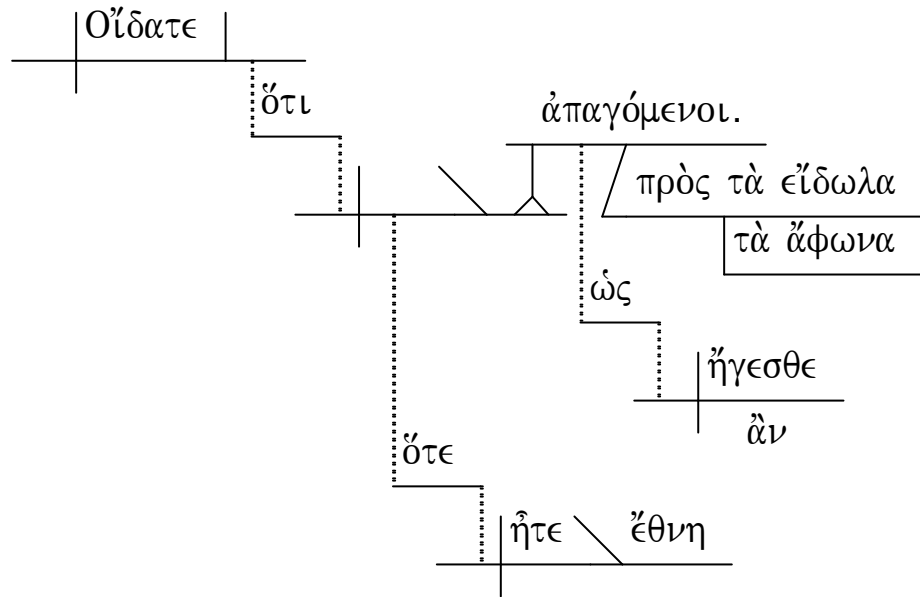 Οἴδατε
ὅτι
ἀπαγόμενοι.
πρὸς τὰ εἴδωλα
τὰ ἄφωνα
ὡς
ἤγεσθε
ἂν
ὅτε
ἦτε ἔθνη